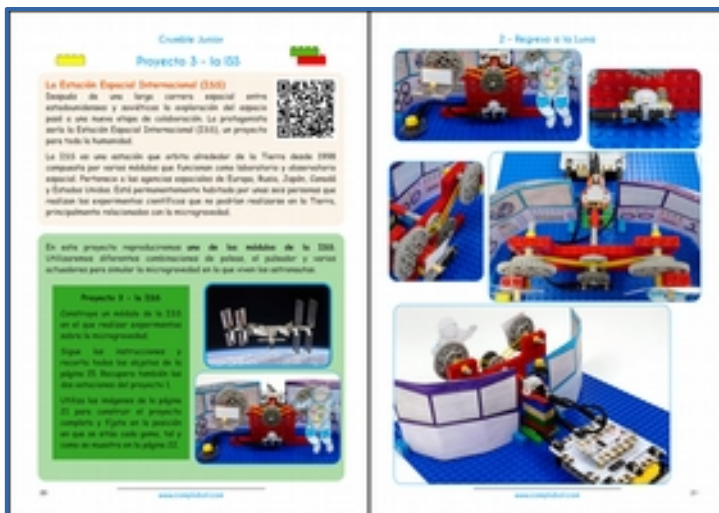 Crumble Junior
Proyecto 3 - la ISS
La Estación Espacial Internacional (ISS)
Después de una larga carrera espacial entre
estadounidenses y soviéticos la exploración del espacio
pasó a una nueva etapa de colaboración. La protagonista
sería la Estación Espacial Internacional (ISS), un proyecto
para toda la humanidad.
La ISS es una estación que orbita alrededor de la Tierra desde 1998
compuesta por varios módulos que funcionan como laboratorio y observatorio
espacial. Pertenece a las agencias espaciales de Europa, Rusia, Japón, Canadá
y Estados Unidos. Está permanentemente habitada por unas seis personas que
realizan los experimentos científicos que no podrían realizarse en la Tierra,
principalmente relacionados con la microgravedad.
En este proyecto reproduciremos uno de los módulos de la ISS.
Utilizaremos diferentes combinaciones de poleas, el pulsador y varios
actuadores para simular la microgravedad en la que viven los astronautas.
Proyecto 3 - la ISS
Construye un módulo de la ISS
en el que realizar experimentos
sobre la microgravedad.
Sigue las instrucciones y
recorta todos los objetos de la
página 25. Recupera también las
dos estaciones del proyecto 1.
Utiliza las imágenes de la página
21 para construir el proyecto
completo y fíjate en la posición
en que se sitúa cada goma, tal y
como se muestra en la página 22.
www.complubot.com
2 - Regreso a la Luna
www.complubot.com